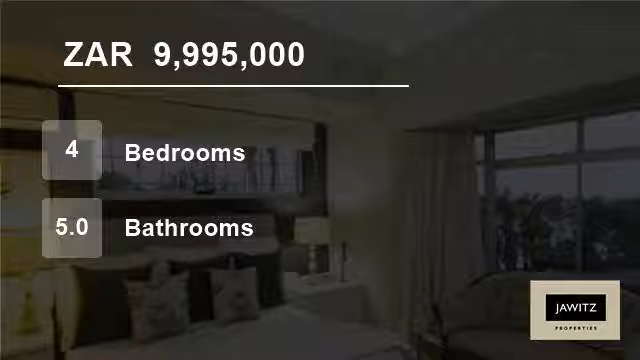 ZAR 9,995,000
4
Bedrooms
5.0
Bathrooms
JAWITZ
PROPERTIES